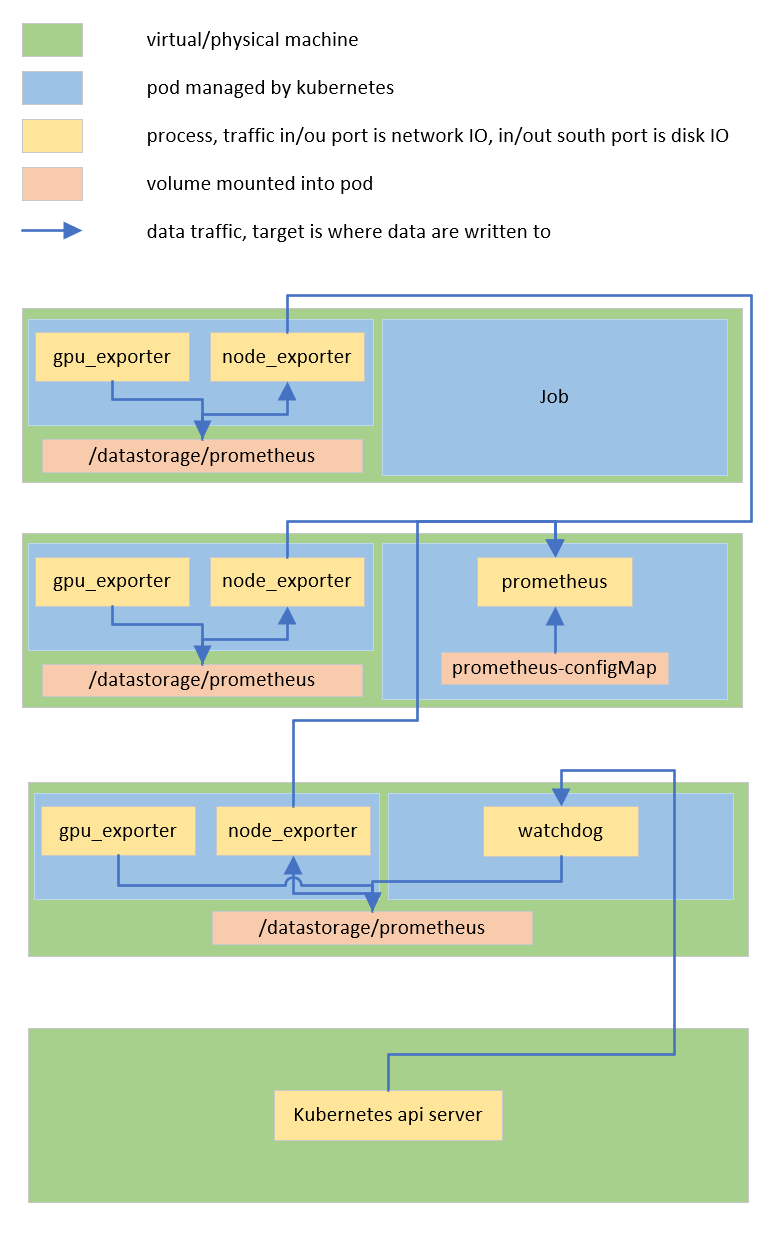 virtual/physical machine
pod managed by kubernetes
process, traffic in/ou port is network IO, in/out south port is disk IO
volume mounted into pod
data traffic, target is where data are written to
gpu_exporter
node_exporter
Job
/datastorage/prometheus
gpu_exporter
node_exporter
prometheus
/datastorage/prometheus
prometheus-configMap
gpu_exporter
node_exporter
watchdog
/datastorage/prometheus
Kubernetes api server